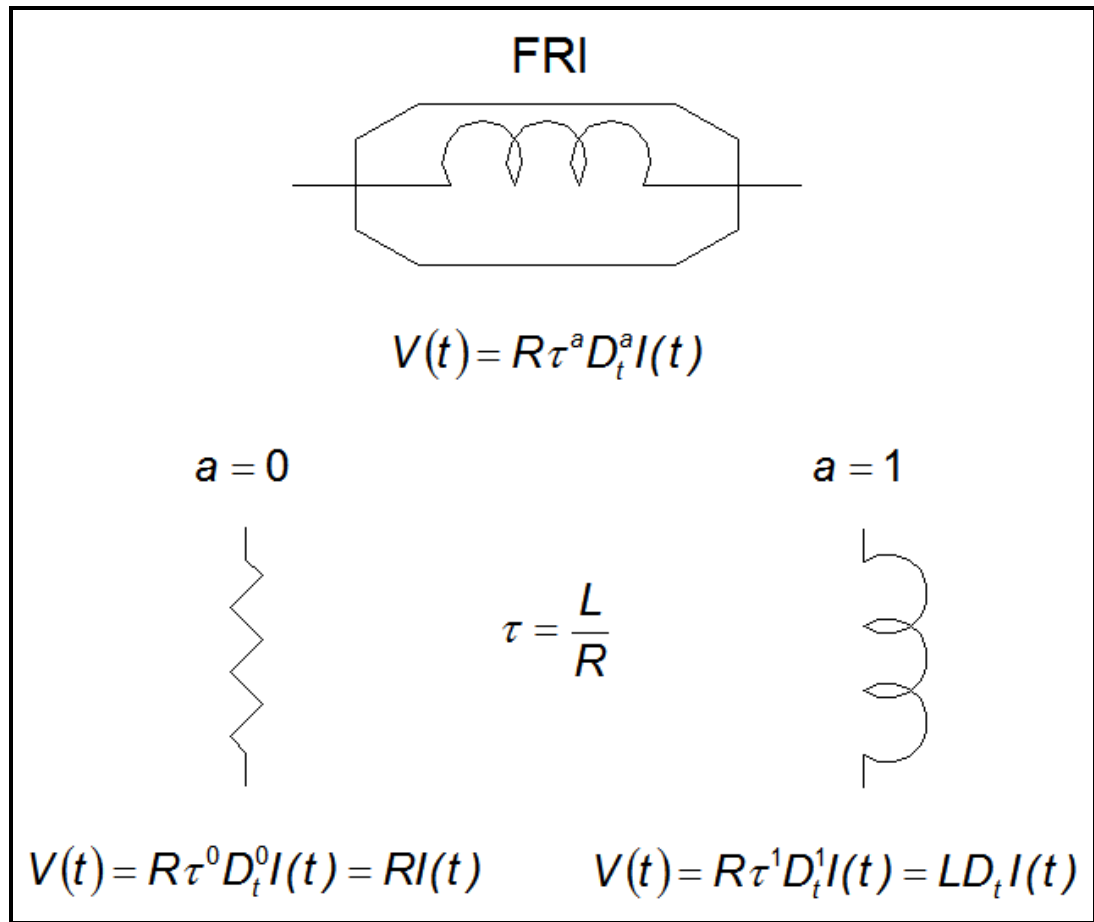 FRI
V(t) = Rτ^a D_t^a I(t)
a = 0
a = 1
τ = L/R
V(t) = Rτ^0 D_t^0 I(t) = RI(t)
V(t) = Rτ^1 D_t^1 I(t) = LD_t I(t)